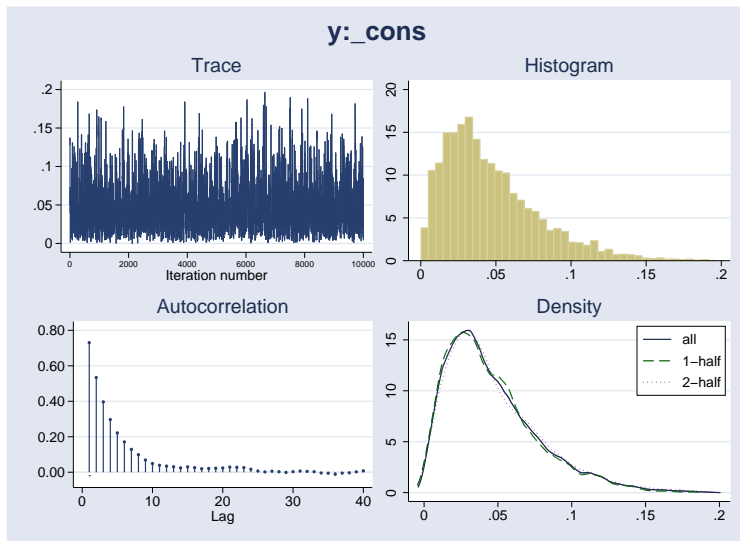 y:_cons
Trace
.2
.15
.1
.05
0
0 2000 4000 6000 8000 10000
Iteration number
Histogram
20
15
10
5
0
0 .05 .1 .15 .2
Autocorrelation
0.80
0.60
0.40
0.20
0.00
0 10 20 30 40
Lag
Density
15
10
5
0
0 .05 .1 .15 .2
all
1−half
2−half